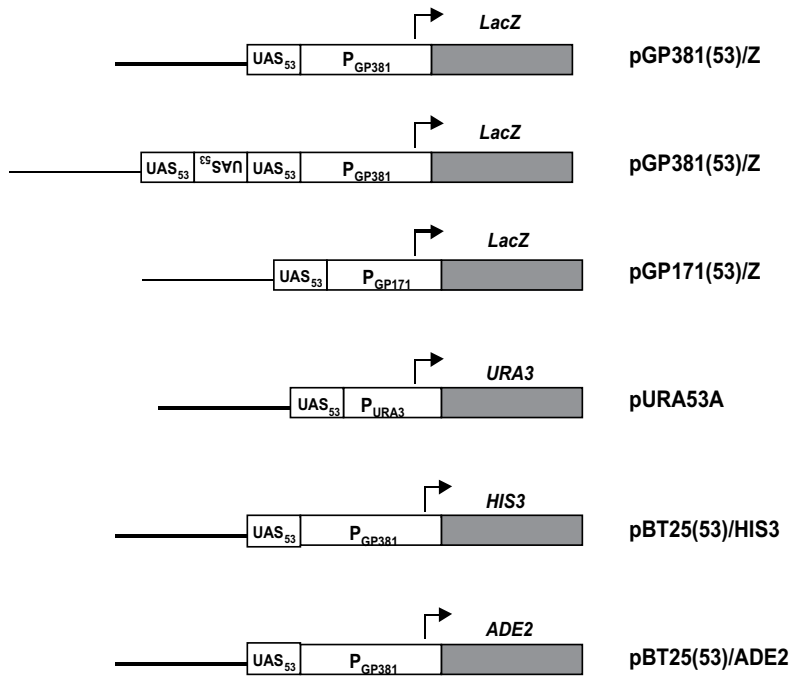 LacZ
UAS53 PGP381 pGP381(53)/Z
LacZ
UAS53 UAS53 UAS53 PGP381 pGP381(53)/Z
LacZ
UAS53 PGP171 pGP171(53)/Z
URA3
UAS53 PURA3 pURA53A
HIS3
UAS53 PGP381 pBT25(53)/HIS3
ADE2
UAS53 PGP381 pBT25(53)/ADE2